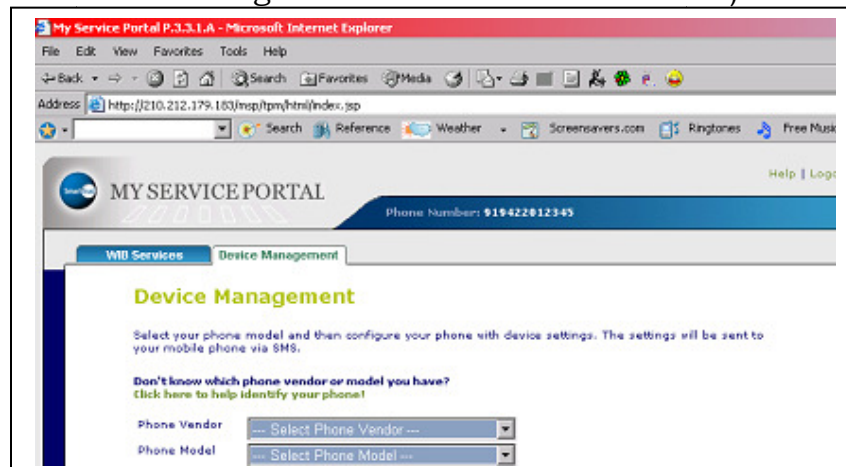 My Service Portal P.3.3.1.A - Microsoft Internet Explorer
File Edit View Favorites Tools Help
Back Search Favorites Media
Address http://210.212.179.183/msp/tpm/html/index.jsp
Search Reference Weather Screensavers.com Ringtones Free Musi
Help | Logo
MY SERVICE PORTAL
Phone Number: 919422012345
WIB Services Device Management
Device Management
Select your phone model and then configure your phone with device settings. The settings will be sent to
your mobile phone via SMS.
Don't know which phone vendor or model you have?
Click here to help identify your phone!
Phone Vendor --- Select Phone Vendor ---
Phone Model --- Select Phone Model ---